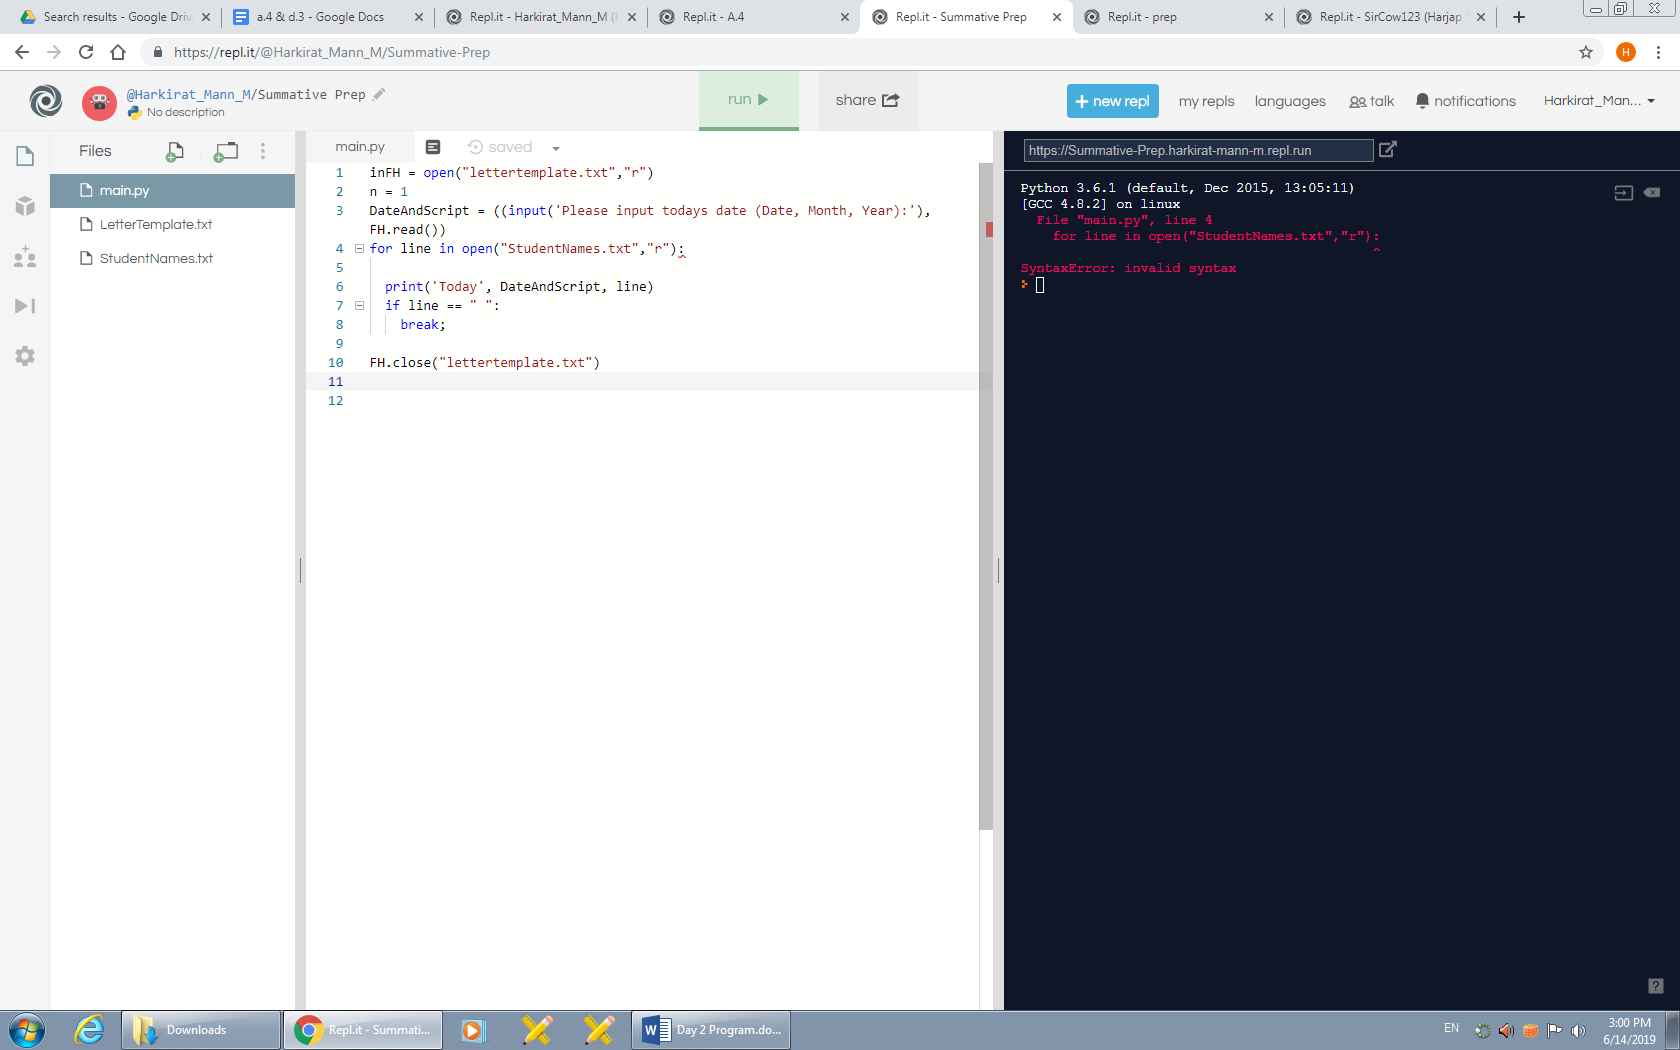 Search results - Google Driv
a.4 & d.3 - Google Docs
Repl.it - Harkirat_Mann_M (H
Repl.it - A.4
Repl.it - Summative Prep
Repl.it - prep
Repl.it - SirCow123 (Harjap
https://repl.it/@Harkirat_Mann_M/Summative-Prep
H
@Harkirat_Mann_M/Summative Prep
No description
run
share
+ new repl
my repls
languages
talk
notifications
Harkirat_Man...
Files
main.py
LetterTemplate.txt
StudentNames.txt
main.py
saved
1 inFH = open("lettertemplate.txt","r")
2 n = 1
3 DateAndScript = ((input('Please input todays date (Date, Month, Year):'),
FH.read())
4 for line in open("StudentNames.txt","r"):
5
6 print('Today', DateAndScript, line)
7 if line == " ":
8 break;
9
10 FH.close("lettertemplate.txt")
11
12
https://Summative-Prep.harkirat-mann-m.repl.run
Python 3.6.1 (default, Dec 2015, 13:05:11)
[GCC 4.8.2] on linux
File "main.py", line 4
for line in open("StudentNames.txt","r"):
^
SyntaxError: invalid syntax
?
Downloads
Repl.it - Summati...
Day 2 Program.do...
EN
3:00 PM
6/14/2019